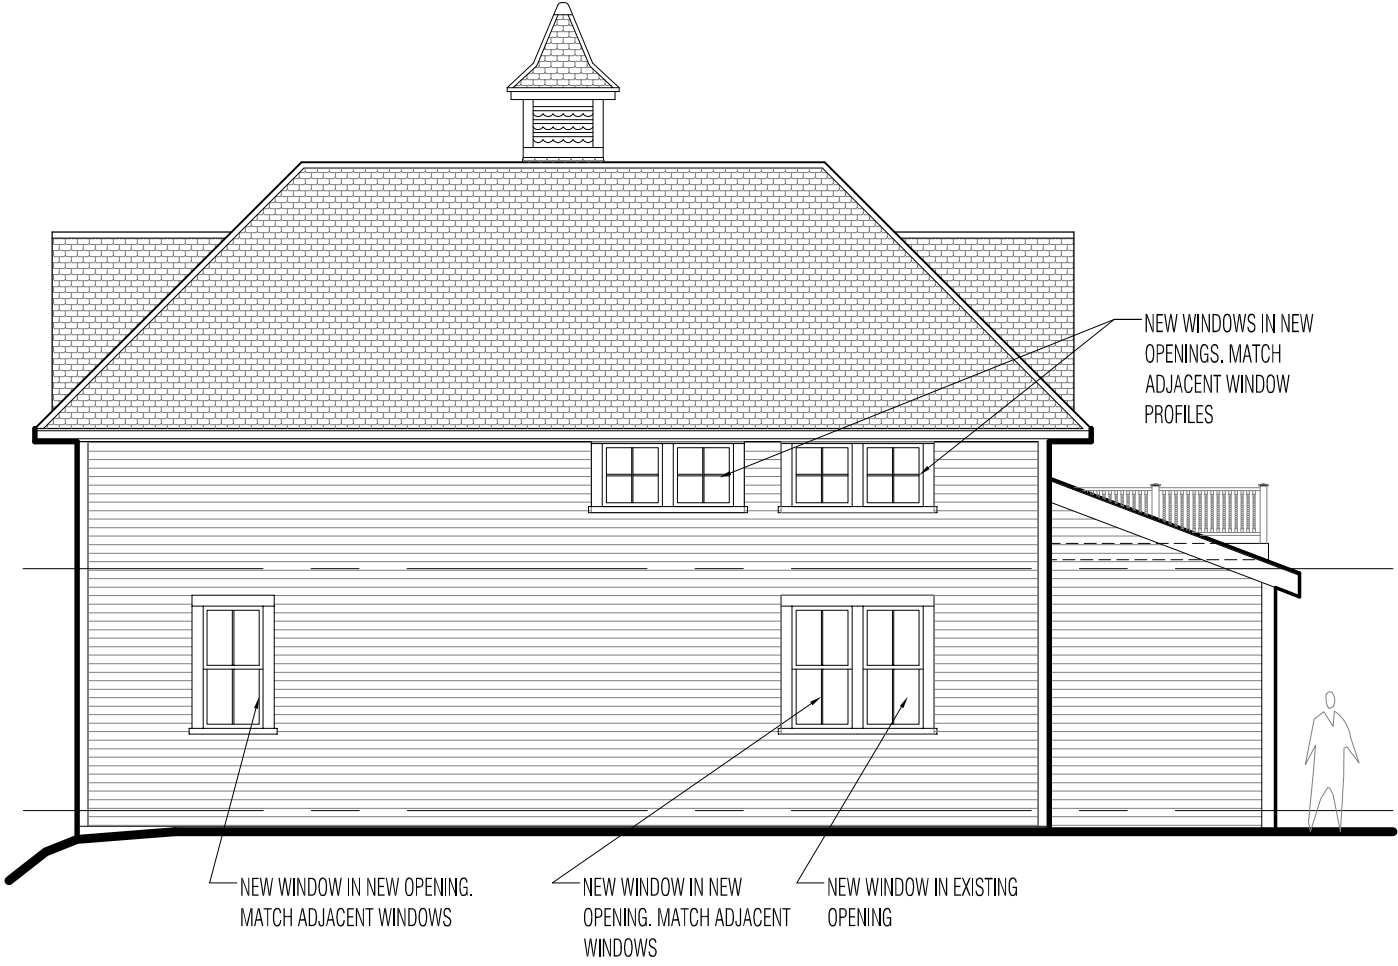 NEW WINDOWS IN NEW
OPENINGS. MATCH
ADJACENT WINDOW
PROFILES
NEW WINDOW IN NEW OPENING.
MATCH ADJACENT WINDOWS
NEW WINDOW IN NEW
OPENING. MATCH ADJACENT
WINDOWS
NEW WINDOW IN EXISTING
OPENING